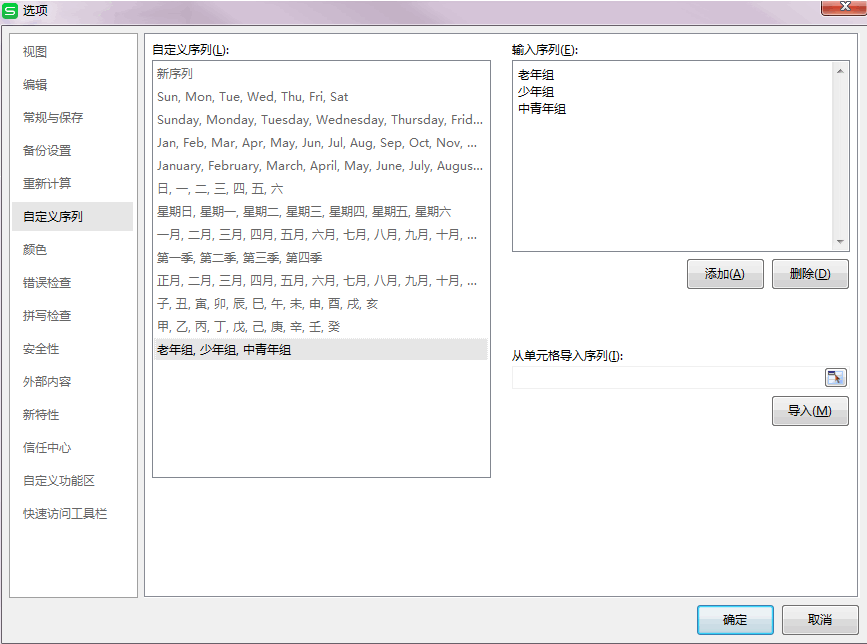 选项
视图
编辑
常规与保存
备份设置
重新计算
自定义序列
颜色
错误检查
拼写检查
安全性
外部内容
新特性
信任中心
自定义功能区
快速访问工具栏
自定义序列(L):
新序列
Sun, Mon, Tue, Wed, Thu, Fri, Sat
Sunday, Monday, Tuesday, Wednesday, Thursday, Frid...
Jan, Feb, Mar, Apr, May, Jun, Jul, Aug, Sep, Oct, Nov, ...
January, February, March, April, May, June, July, Augus...
日, 一, 二, 三, 四, 五, 六
星期日, 星期一, 星期二, 星期三, 星期四, 星期五, 星期六
一月, 二月, 三月, 四月, 五月, 六月, 七月, 八月, 九月, 十月, ...
第一季, 第二季, 第三季, 第四季
正月, 二月, 三月, 四月, 五月, 六月, 七月, 八月, 九月, 十月, ...
子, 丑, 寅, 卯, 辰, 巳, 午, 未, 申, 酉, 戌, 亥
甲, 乙, 丙, 丁, 戊, 己, 庚, 辛, 壬, 癸
老年组, 少年组, 中青年组
输入序列(E):
老年组
少年组
中青年组
添加(A)
删除(D)
从单元格导入序列(I):
导入(M)
确定
取消